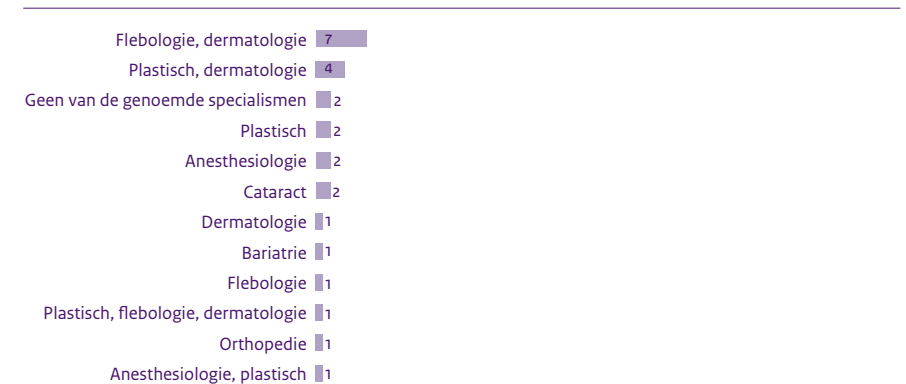 Flebologie, dermatologie 7
Plastisch, dermatologie 4
Geen van de genoemde specialismen 2
Plastisch 2
Anesthesiologie 2
Cataract 2
Dermatologie 1
Bariatrie 1
Flebologie 1
Plastisch, flebologie, dermatologie 1
Orthopedie 1
Anesthesiologie, plastisch 1